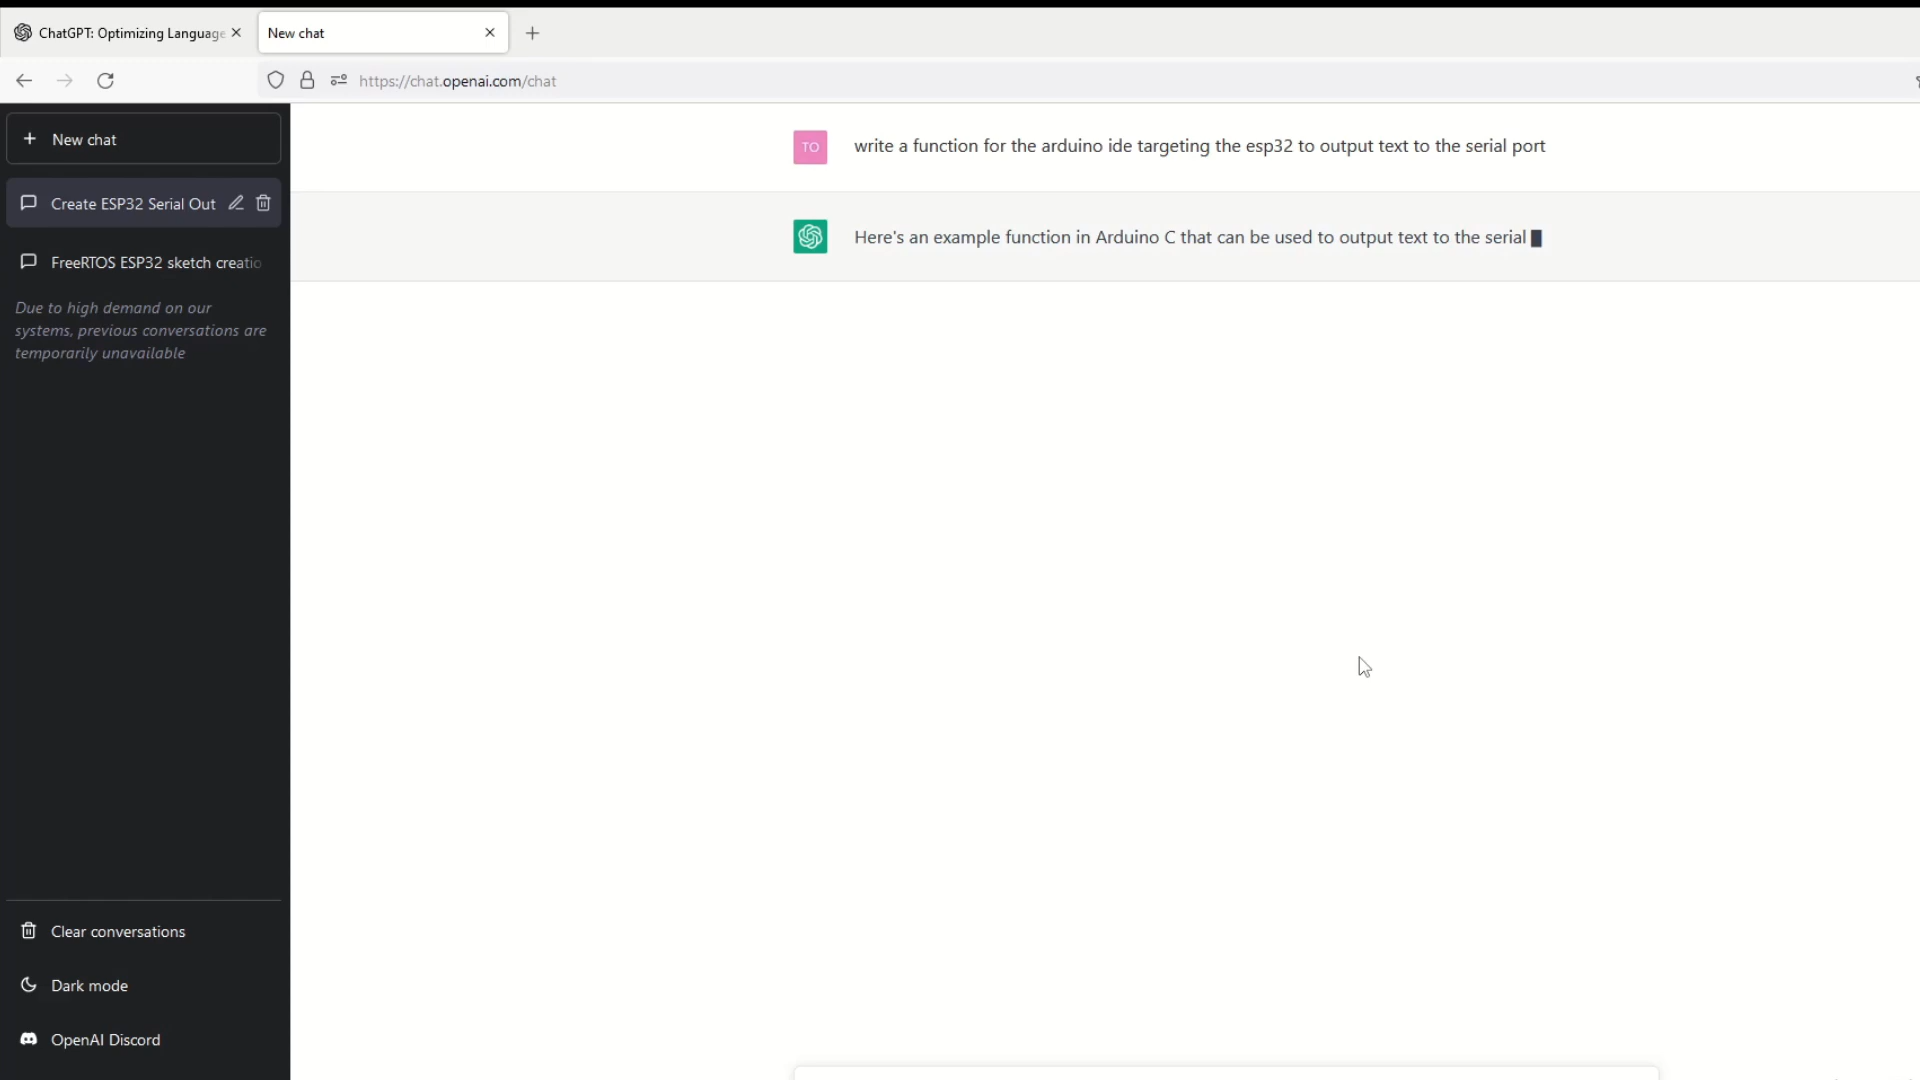 ChatGPT: Optimizing Language
New chat
https://chat.openai.com/chat
New chat
Create ESP32 Serial Out
FreeRTOS ESP32 sketch creatio
Due to high demand on our
systems, previous conversations are
temporarily unavailable
Clear conversations
Dark mode
OpenAI Discord
TO
write a function for the arduino ide targeting the esp32 to output text to the serial port
Here's an example function in Arduino C that can be used to output text to the serial